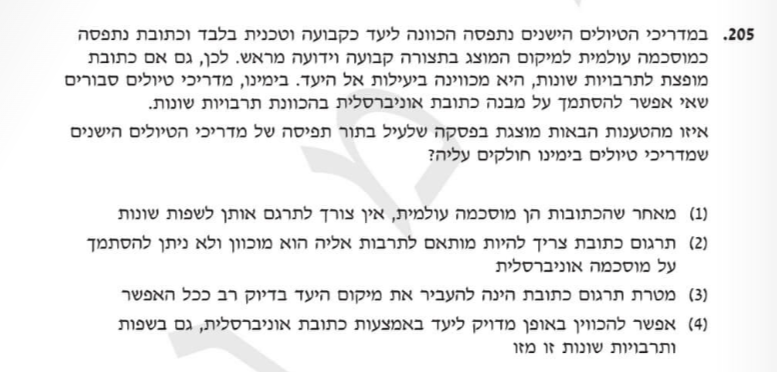 205. במדריכי הטיולים הישנים נתפסה הכוונה ליעד כקבועה וטכנית בלבד וכתובת נתפסה
כמוסכמה עולמית למיקום המוצג בתצורה קבועה וידועה מראש. לכן, גם אם כתובת
מופצת לתרבויות שונות, היא מכווינה ביעילות אל היעד. בימינו, מדריכי טיולים סבורים
שאי אפשר להסתמך על מבנה כתובת אוניברסלית בהכוונת תרבויות שונות.
איזו מהטענות הבאות מוצגת בפסקה שלעיל בתור תפיסה של מדריכי הטיולים הישנים
שמדריכי טיולים בימינו חולקים עליה?
(1) מאחר שהכתובות הן מוסכמה עולמית, אין צורך לתרגם אותן לשפות שונות
(2) תרגום כתובת צריך להיות מותאם לתרבות אליה הוא מוכוון ולא ניתן להסתמך
על מוסכמה אוניברסלית
(3) מטרת תרגום כתובת הינה להעביר את מיקום היעד בדיוק רב ככל האפשר
(4) אפשר להכווין באופן מדויק ליעד באמצעות כתובת אוניברסלית, גם בשפות
ותרבויות שונות זו מזו